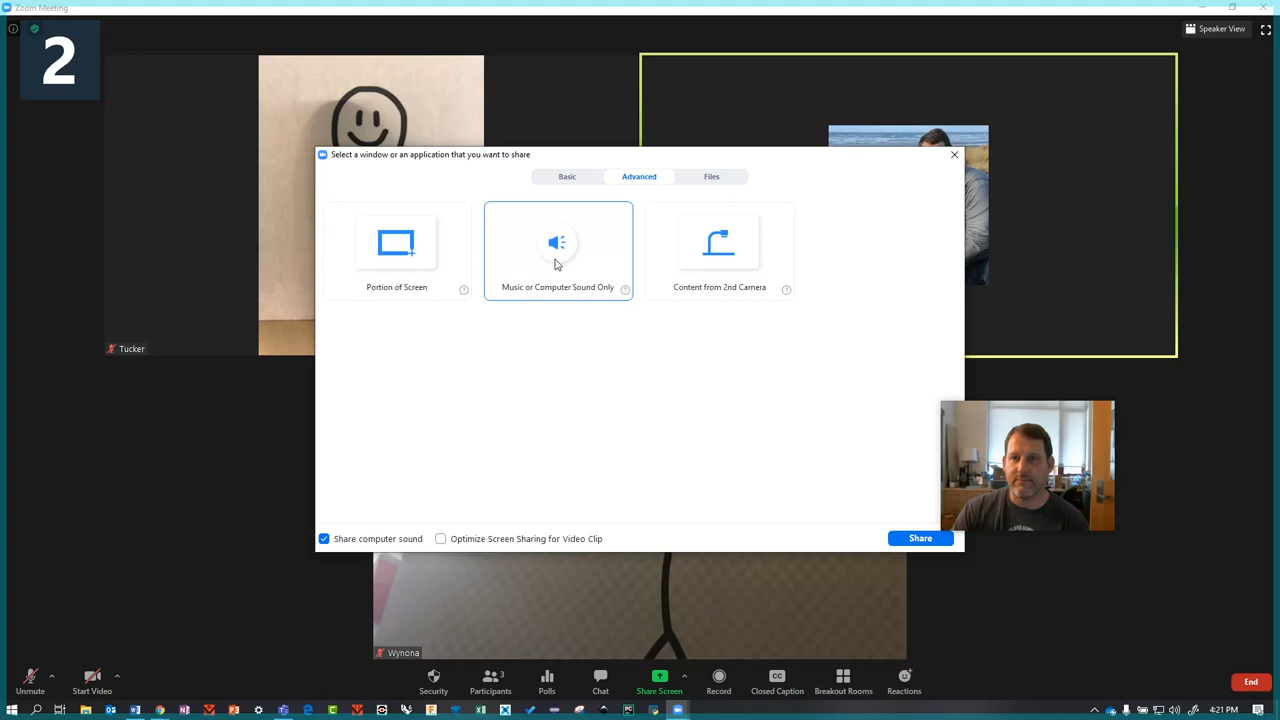 Zoom Meeting
2
Speaker View
Select a window or an application that you want to share
Basic
Advanced
Files
Portion of Screen
?
Music or Computer Sound Only
?
Content from 2nd Camera
?
Tucker
Share computer sound
Optimize Screen Sharing for Video Clip
Share
Wynona
Unmute
Start Video
Security
Participants
3
Polls
Chat
Share Screen
Record
CC
Closed Caption
Breakout Rooms
Reactions
End
4:21 PM